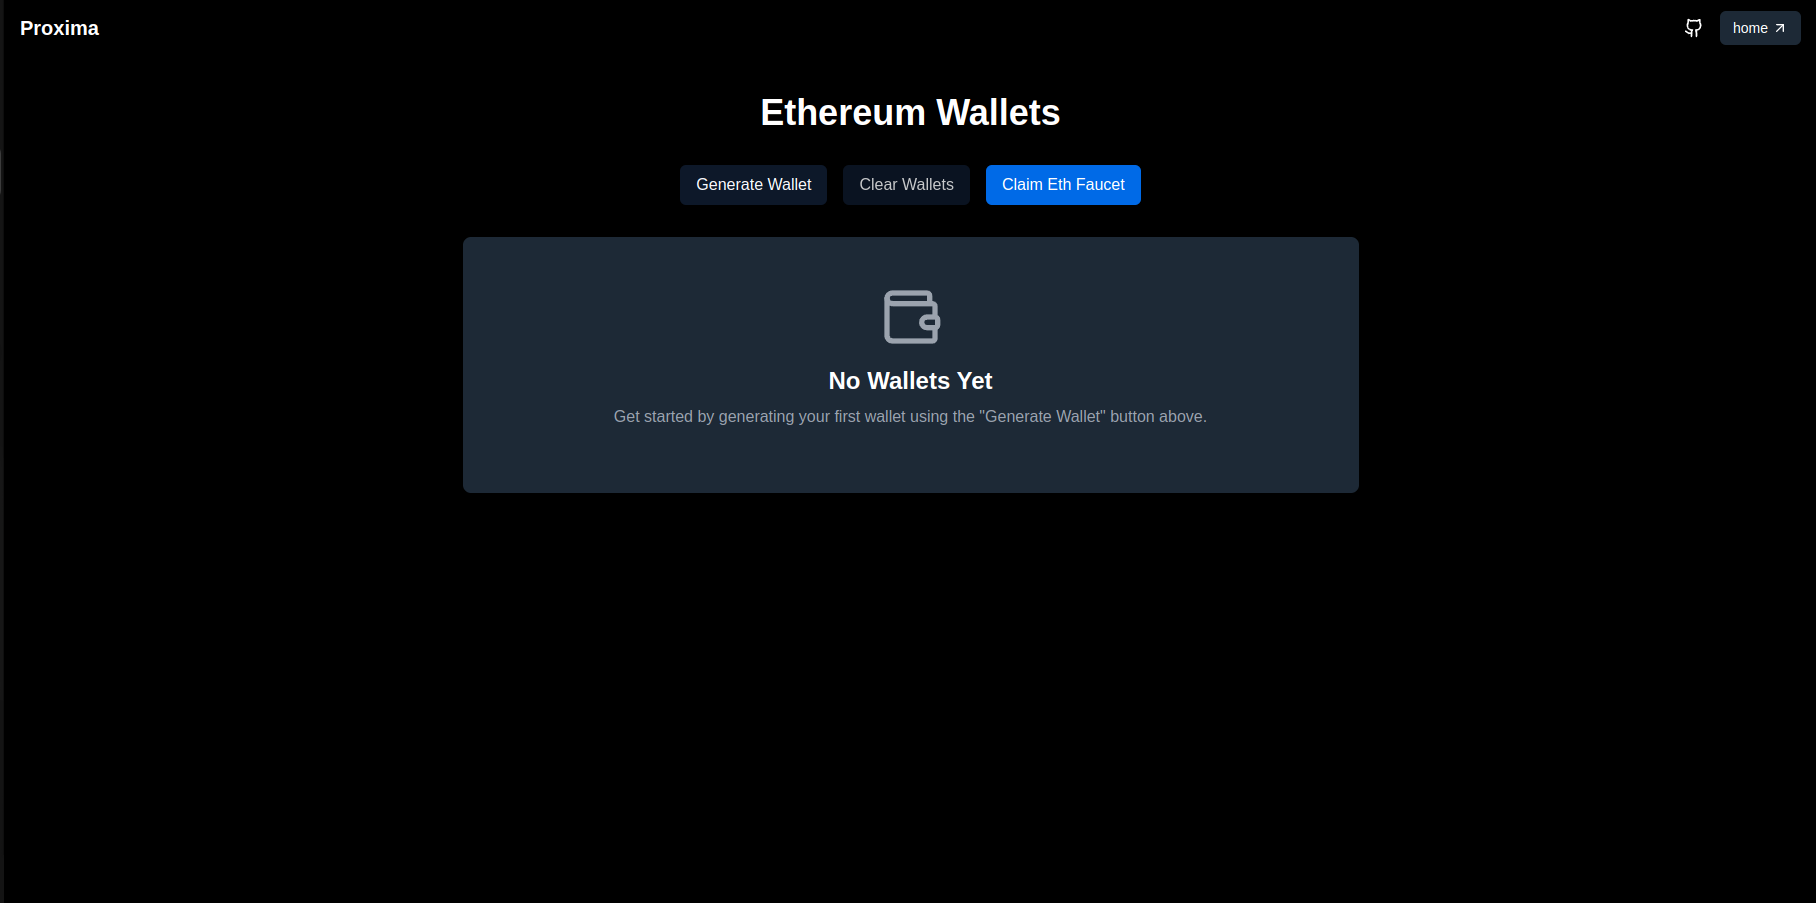 Proxima
home
Ethereum Wallets
Generate Wallet
Clear Wallets
Claim Eth Faucet
No Wallets Yet
Get started by generating your first wallet using the "Generate Wallet" button above.